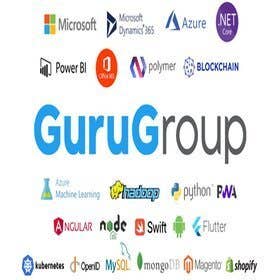 Microsoft Microsoft Dynamics 365 Azure .NET Core
Power BI Office 365 polymer BLOCKCHAIN
GuruGroup
Azure Machine Learning hadoop python PWA
ANGULAR node Swift Flutter
kubernetes OpenID MySQL mongoDB Magento shopify